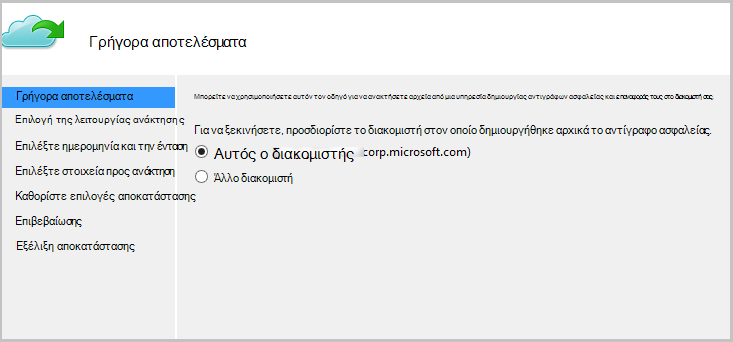 Γρήγορα αποτελέσματα
Γρήγορα αποτελέσματα
Επιλογή της λειτουργίας ανάκτησης ς
Επιλέξτε ημερομηνία και την ένταση
Επιλέξτε στοιχεία προς ανάκτηση
Καθορίστε επιλογές αποκατάστασης
Επιβεβαίωσης
Εξέλιξη αποκατάστασης
Μπορείτε να χρησιμοποιήσετε αυτόν τον οδηγό για να ανακτήσετε αρχεία από μια υπηρεσία δημιουργίας αντιγράφων ασφαλείας και επαναφοράς τους στο διακομιστή σας.
Για να ξεκινήσετε, προσδιορίστε το διακομιστή στον οποίο δημιουργήθηκε αρχικά το αντίγραφο ασφαλείας.
Αυτός ο διακομιστής corp.microsoft.com)
Άλλο διακομιστή